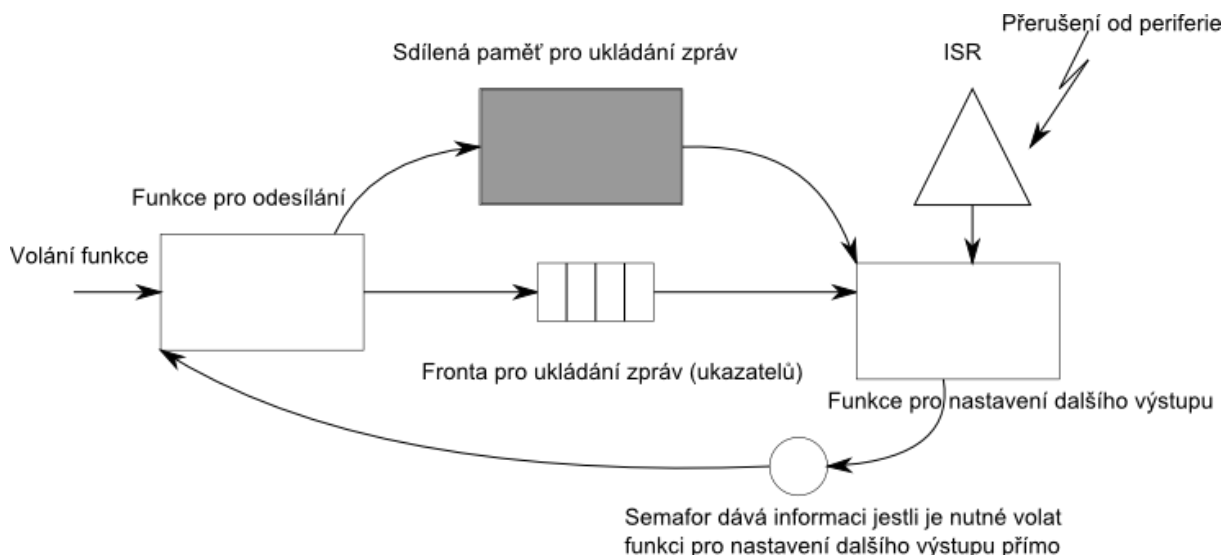 Přerušení od periferie
Sdílená paměť pro ukládání zpráv
ISR
Funkce pro odesílání
Volání funkce
Fronta pro ukládání zpráv (ukazatelů)
Funkce pro nastavení dalšího výstupu
Semafor dává informaci jestli je nutné volat
funkci pro nastavení dalšího výstupu přímo